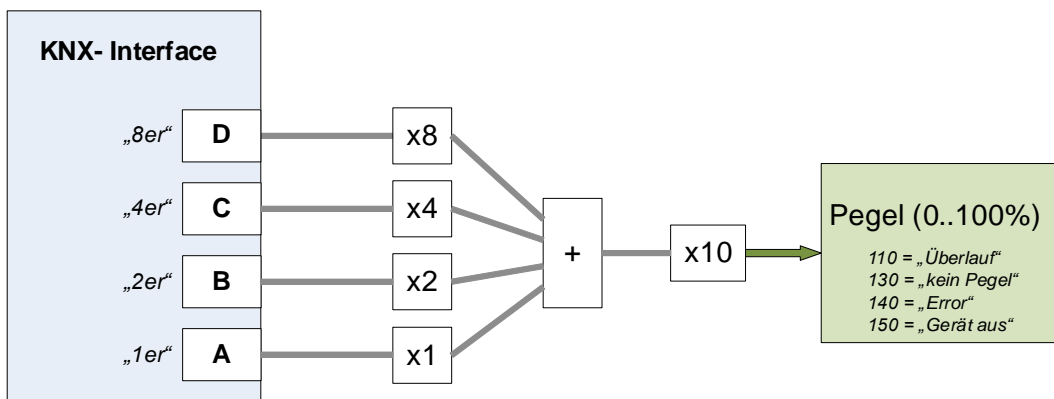 KNX- Interface
„8er“ D x8
„4er“ C x4
„2er“ B x2
„1er“ A x1
+
x10
Pegel (0..100%)
110 = „Überlauf“
130 = „kein Pegel“
140 = „Error“
150 = „Gerät aus“